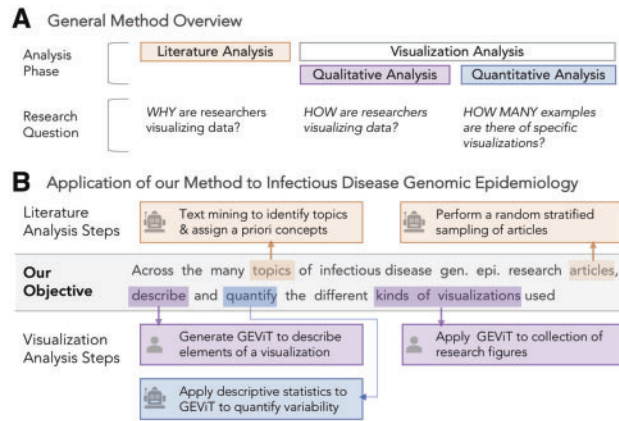 A General Method Overview
Analysis
Phase
Literature Analysis
Visualization Analysis
Qualitative Analysis
Quantitative Analysis
Research
Question
WHY are researchers
visualizing data?
HOW are researchers
visualizing data?
HOW MANY examples
are there of specific
visualizations?
B Application of our Method to Infectious Disease Genomic Epidemiology
Literature
Analysis Steps
Text mining to identify topics
& assign a priori concepts
Perform a random stratified
sampling of articles
Our
Objective
Across the many topics of infectious disease gen. epi. research articles,
describe and quantify the different kinds of visualizations used
Visualization
Analysis Steps
Generate GEViT to describe
elements of a visualization
Apply GEViT to collection of
research figures
Apply descriptive statistics to
GEViT to quantify variability